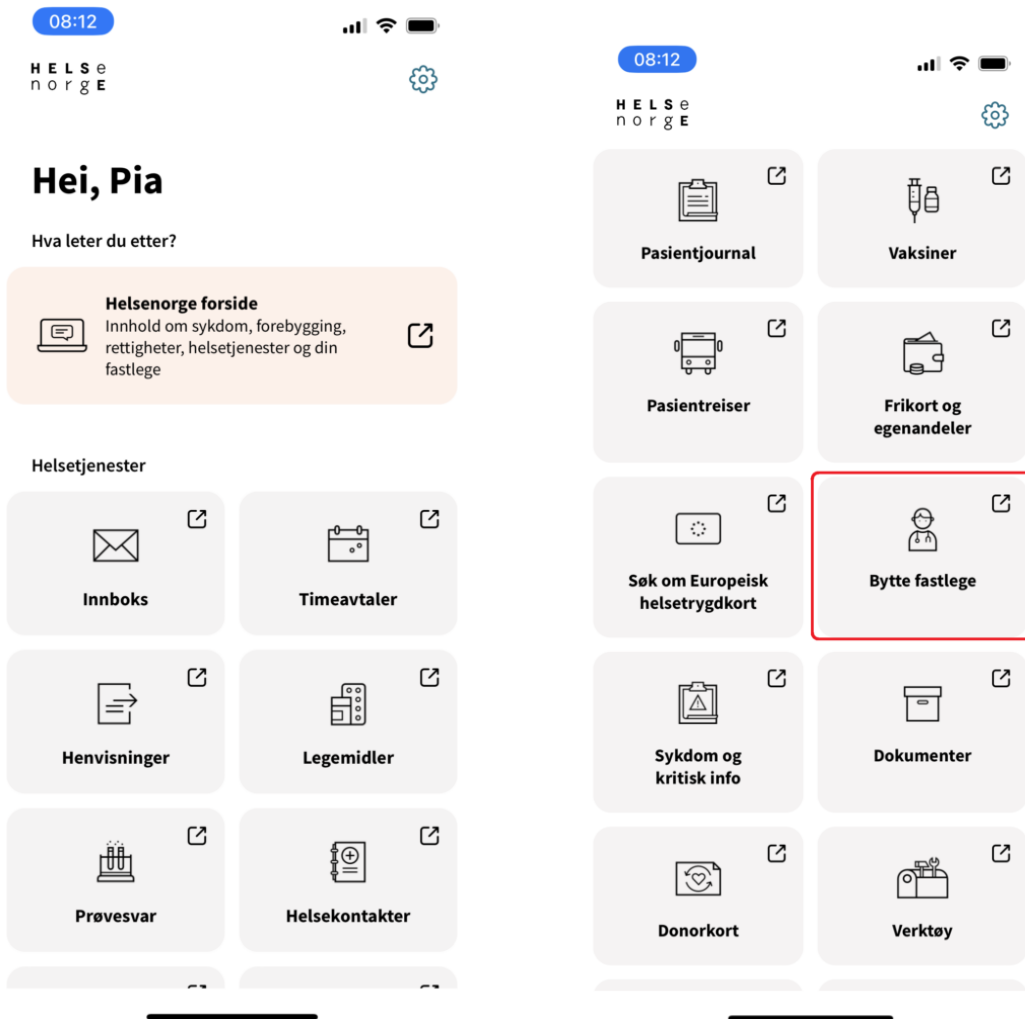 08:12
HELSe
norgE
Hei, Pia
Hva leter du etter?
Helsenorge forside
Innhold om sykdom, forebygging,
rettigheter, helsetjenester og din
fastlege
Helsetjenester
Innboks
Timeavtaler
Henvisninger
Legemidler
Prøvesvar
Helsekontakter
08:12
HELSe
norgE
Pasientjournal
Vaksiner
Pasientreiser
Frikort og
egenandeler
Søk om Europeisk
helsetrygdkort
Bytte fastlege
Sykdom og
kritisk info
Dokumenter
Donorkort
Verktøy